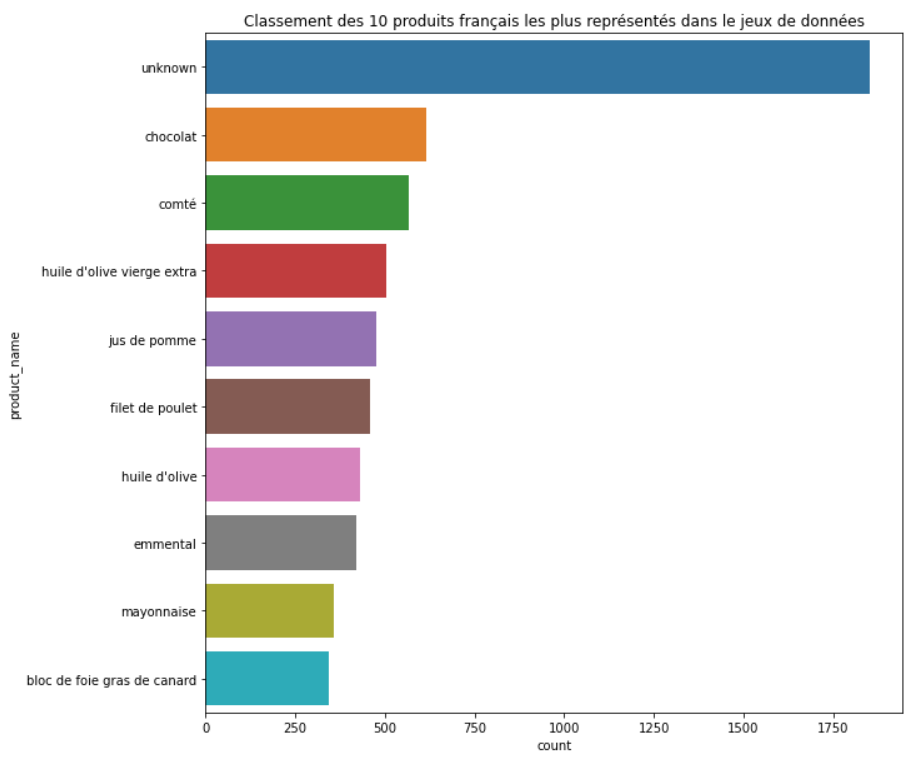 Classement des 10 produits français les plus représentés dans le jeux de données
unknown
chocolat
comté
huile d'olive vierge extra
jus de pomme
filet de poulet
huile d'olive
emmental
mayonnaise
bloc de foie gras de canard
product_name
0 250 500 750 1000 1250 1500 1750
count